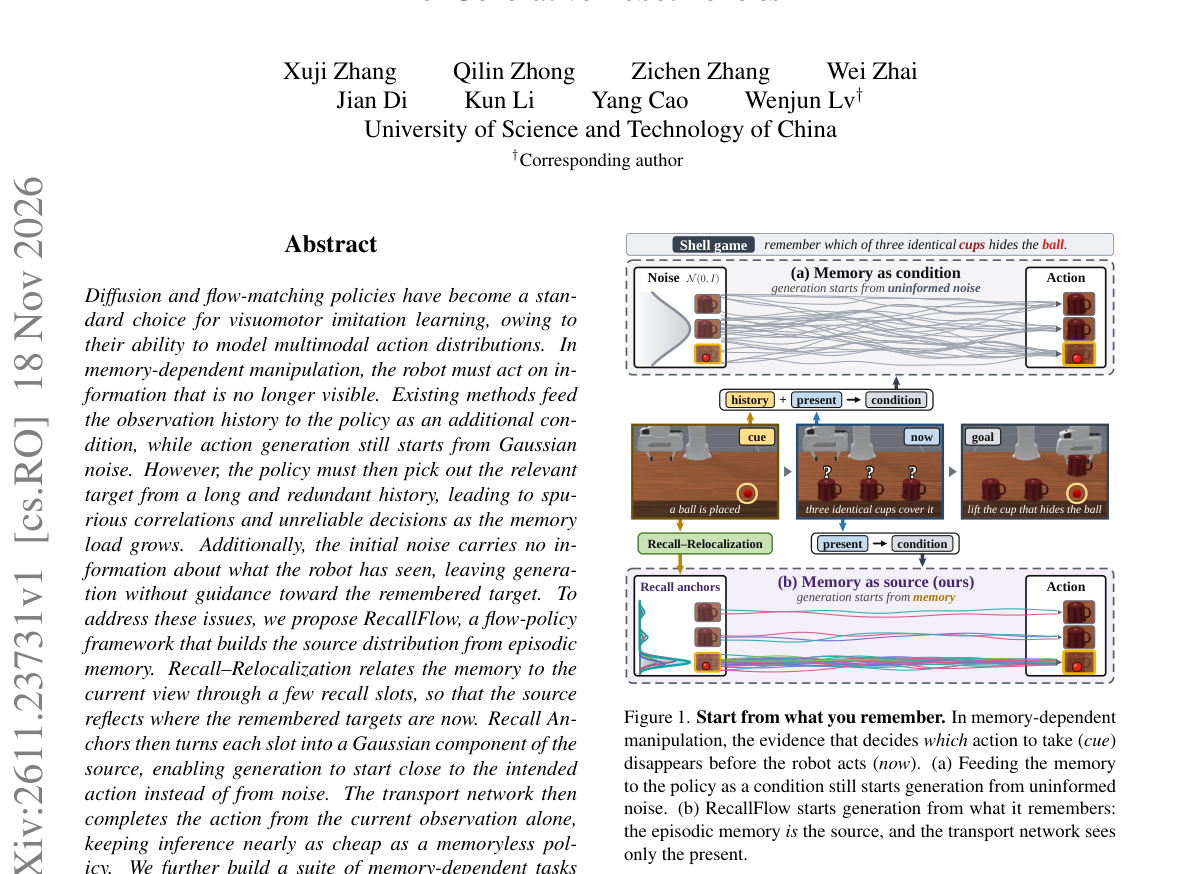 Xuji Zhang Qilin Zhong Zichen Zhang Wei Zhai
Jian Di Kun Li Yang Cao Wenjun Lv†
University of Science and Technology of China
†Corresponding author
Xiv:2611.23731v1 [cs.RO] 18 Nov 2026
Abstract
Diffusion and flow-matching policies have become a stan-
dard choice for visuomotor imitation learning, owing to
their ability to model multimodal action distributions. In
memory-dependent manipulation, the robot must act on in-
formation that is no longer visible. Existing methods feed
the observation history to the policy as an additional con-
dition, while action generation still starts from Gaussian
noise. However, the policy must then pick out the relevant
target from a long and redundant history, leading to spu-
rious correlations and unreliable decisions as the memory
load grows. Additionally, the initial noise carries no in-
formation about what the robot has seen, leaving genera-
tion without guidance toward the remembered target. To
address these issues, we propose RecallFlow, a flow-policy
framework that builds the source distribution from episodic
memory. Recall–Relocalization relates the memory to the
current view through a few recall slots, so that the source
reflects where the remembered targets are now. Recall An-
chors then turns each slot into a Gaussian component of the
source, enabling generation to start close to the intended
action instead of from noise. The transport network then
completes the action from the current observation alone,
keeping inference nearly as cheap as a memoryless pol-
icy. We further build a suite of memory-dependent tasks
Shell game remember which of three identical cups hides the ball.
Noise N(0, I)
(a) Memory as condition
generation starts from uninformed noise
Action
history + present → condition
cue
a ball is placed
now
? ? ?
three identical cups cover it
goal
lift the cup that hides the ball
Recall–Relocalization
present → condition
Recall anchors
(b) Memory as source (ours)
generation starts from memory
Action
Figure 1. Start from what you remember. In memory-dependent
manipulation, the evidence that decides which action to take (cue)
disappears before the robot acts (now). (a) Feeding the memory
to the policy as a condition still starts generation from uninformed
noise. (b) RecallFlow starts generation from what it remembers:
the episodic memory is the source, and the transport network sees
only the present.